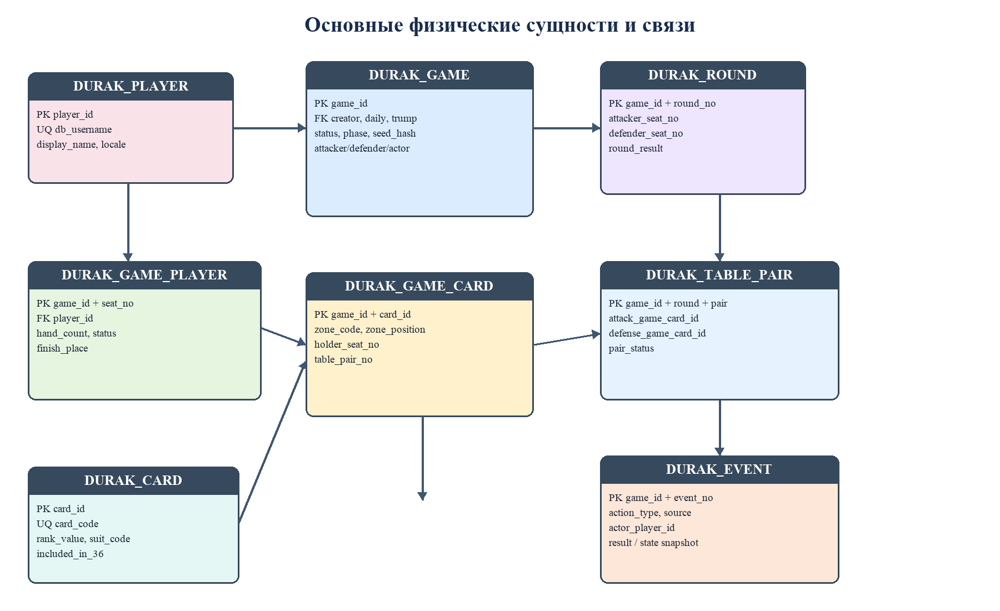 Основные физические сущности и связи
DURAK_PLAYER
PK player_id
UQ db_username
display_name, locale
DURAK_GAME
PK game_id
FK creator, daily, trump
status, phase, seed_hash
attacker/defender/actor
DURAK_ROUND
PK game_id + round_no
attacker_seat_no
defender_seat_no
round_result
DURAK_GAME_PLAYER
PK game_id + seat_no
FK player_id
hand_count, status
finish_place
DURAK_GAME_CARD
PK game_id + card_id
zone_code, zone_position
holder_seat_no
table_pair_no
DURAK_TABLE_PAIR
PK game_id + round + pair
attack_game_card_id
defense_game_card_id
pair_status
DURAK_CARD
PK card_id
UQ card_code
rank_value, suit_code
included_in_36
DURAK_EVENT
PK game_id + event_no
action_type, source
actor_player_id
result / state snapshot